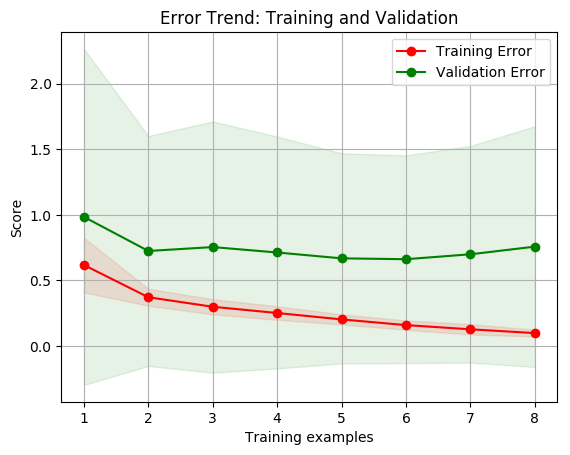 Error Trend: Training and Validation
Training Error
Validation Error
2.0
1.5
1.0
0.5
0.0
Score
1 2 3 4 5 6 7 8
Training examples